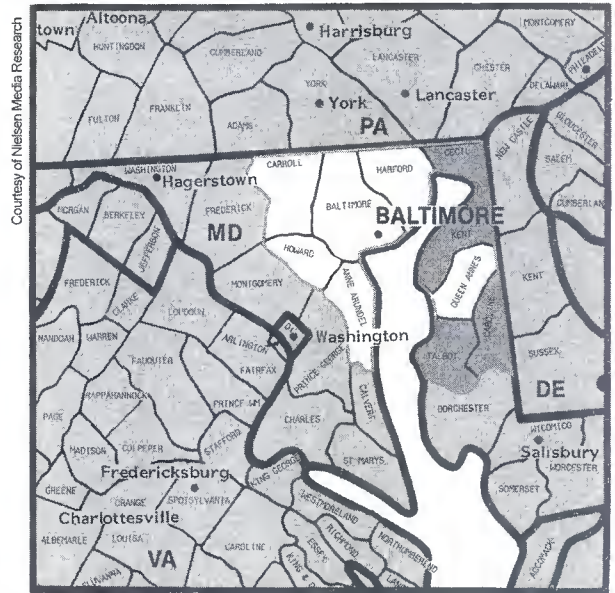 Courtesy of Nielsen Media Research
Altoona
town
Harrisburg
MONTGOMERY
HUNTINGDON
CUMBERLAND
LANCASTER
CHESTER
YORK
York
Lancaster
DELAWARE
FULTON
FRANKLIN
ADAMS
PA
NEW CASTLE
GLOUCESTER
SALEM
CUMBERLAND
WASHINGTON
Hagerstown
CARROLL
HARFORD
CECIL
MORGAN
BERKELEY
JEFFERSON
FREDERICK
MD
BALTIMORE
BALTIMORE
KENT
HOWARD
ANNE ARUNDEL
QUEEN ANNE'S
KENT
FREDERICK
CLARKE
LOUDOUN
MONTGOMERY
CAROLINE
WARREN
ARLINGTON
DC
Washington
FAUQUIER
FAIRFAX
PRINCE GEORGE
TALBOT
SUSSEX
DE
RAPPAHANNOCK
PRINCE WM
CALVERT
DORCHESTER
PAGE
MADISON
CULPEPER
STAFFORD
CHARLES
ST MARYS
WICOMICO
Salisbury
WORCESTER
GREENE
Fredericksburg
KING GEORGE
SOMERSET
ORANGE
SPOTSYLVANIA
WESTMORELAND
Charlottesville
RICHMOND
NORTHUMBERLND
ALBEMARLE
LOUISA
VA
CAROLINE
ESSEX
ACCOMACK